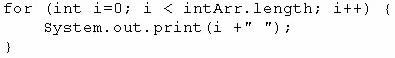 for (int i=0; i < intArr.length; i++) {
    System.out.print(i +" ");
}